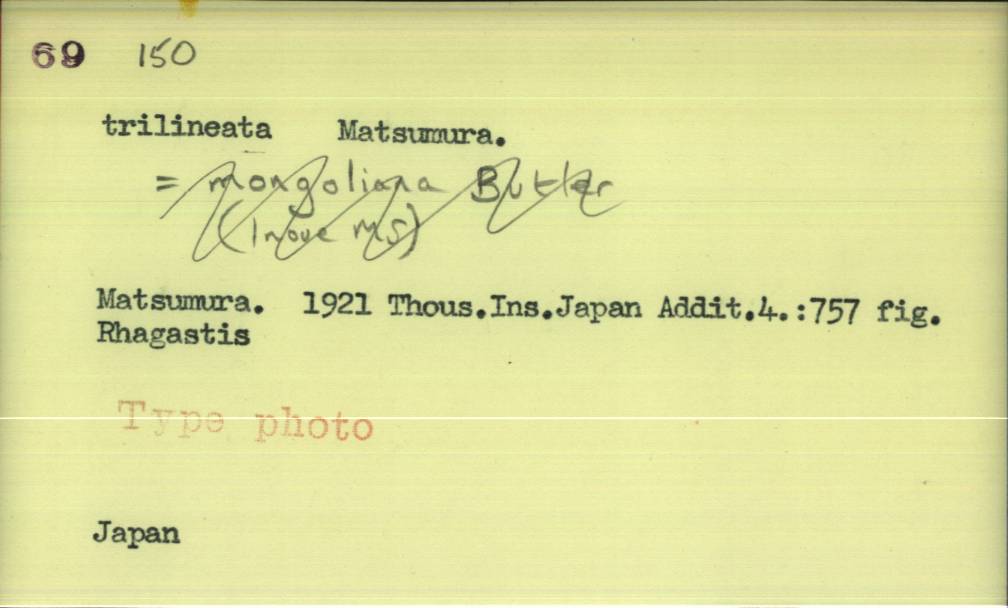 69 150
trilineata Matsumura.
= mongoliana Butler
(Inoue MS)
Matsumura. 1921 Thous.Ins.Japan Addit.4.:757 fig.
Rhagastis
Type photo
Japan